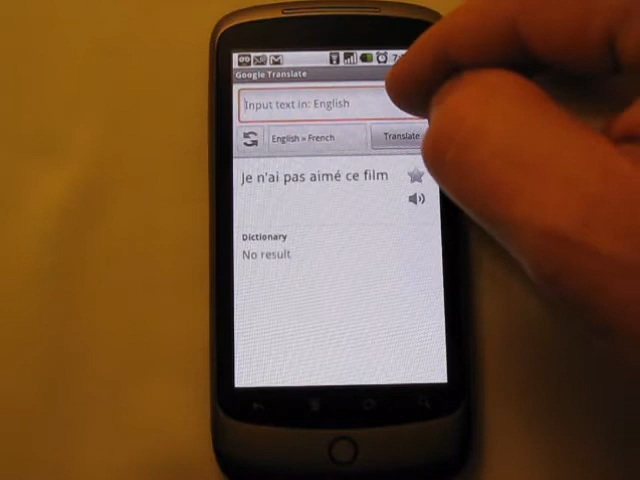 Google Translate
Input text in: English
English » French
Translate
Je n'ai pas aimé ce film
Dictionary
No result